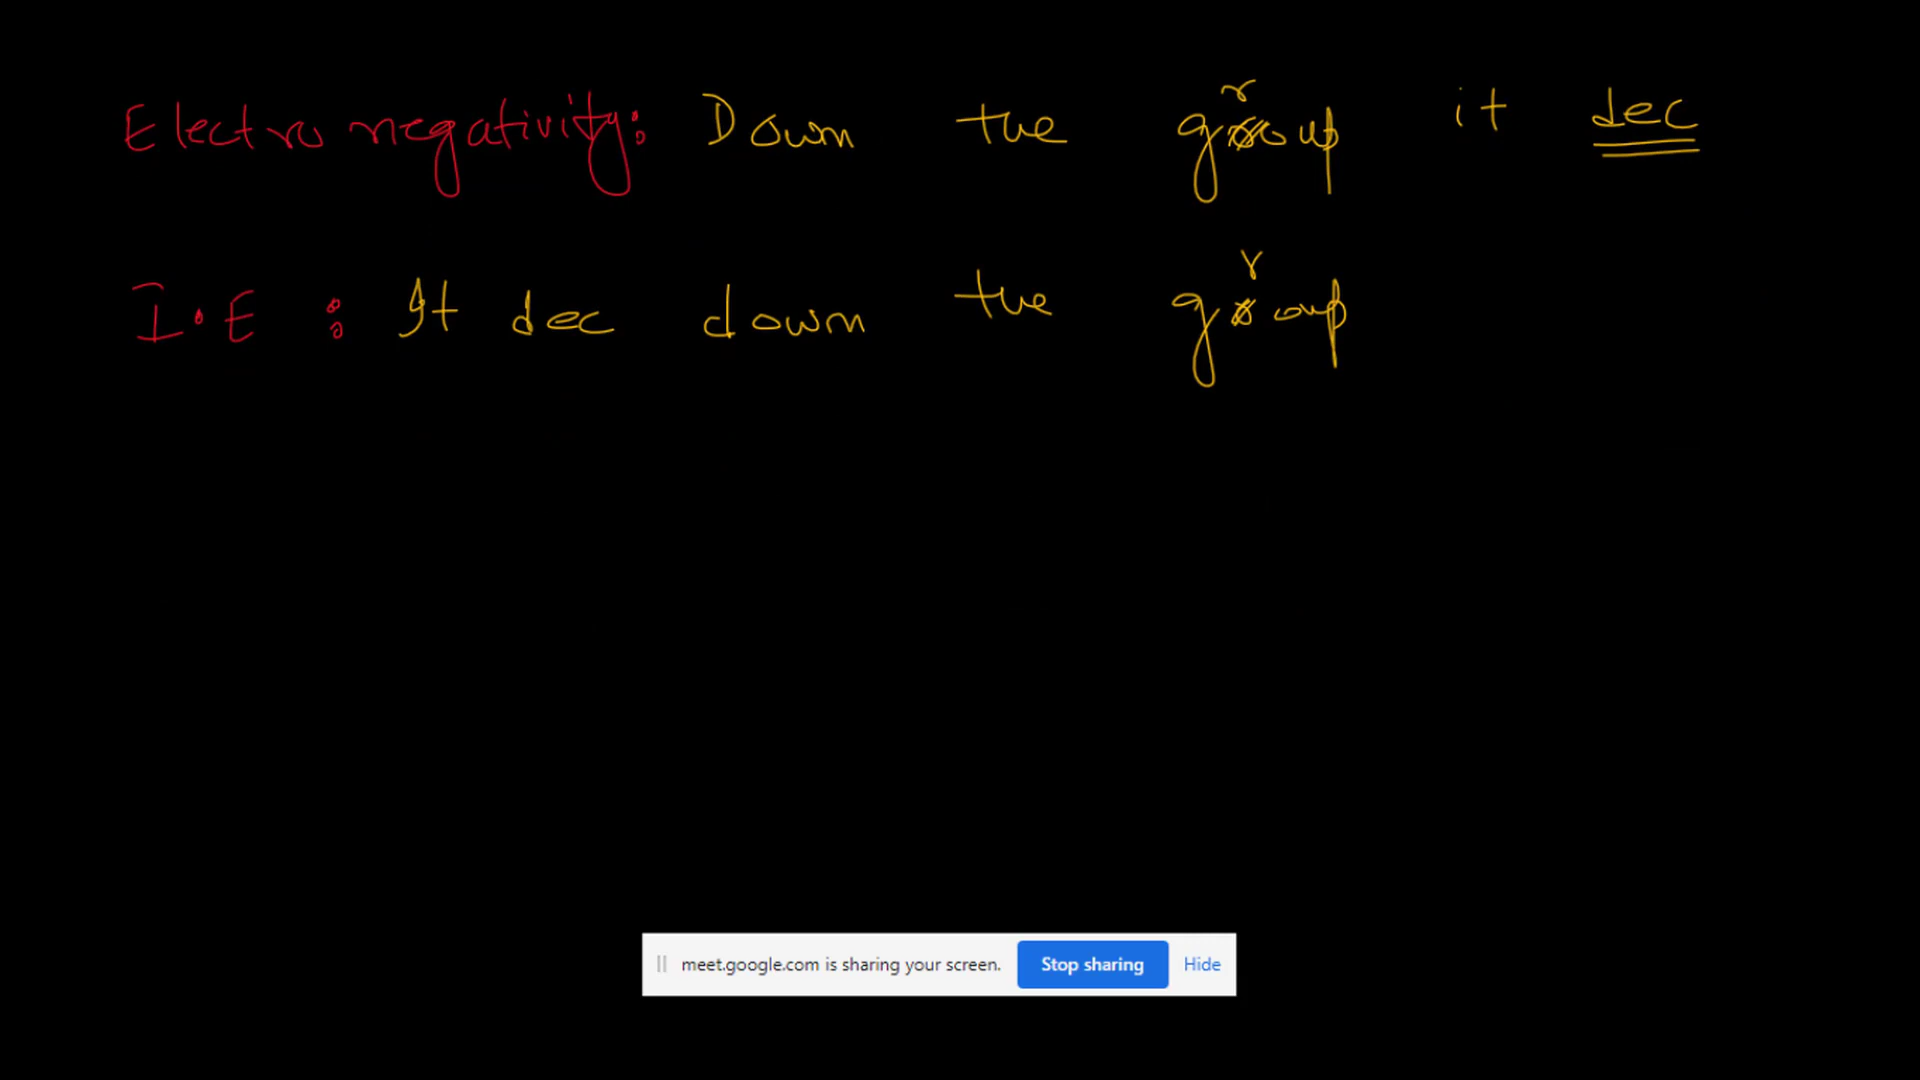 Electronegativity: Down the group it dec
I.E : It dec down the group
meet.google.com is sharing your screen. Stop sharing Hide